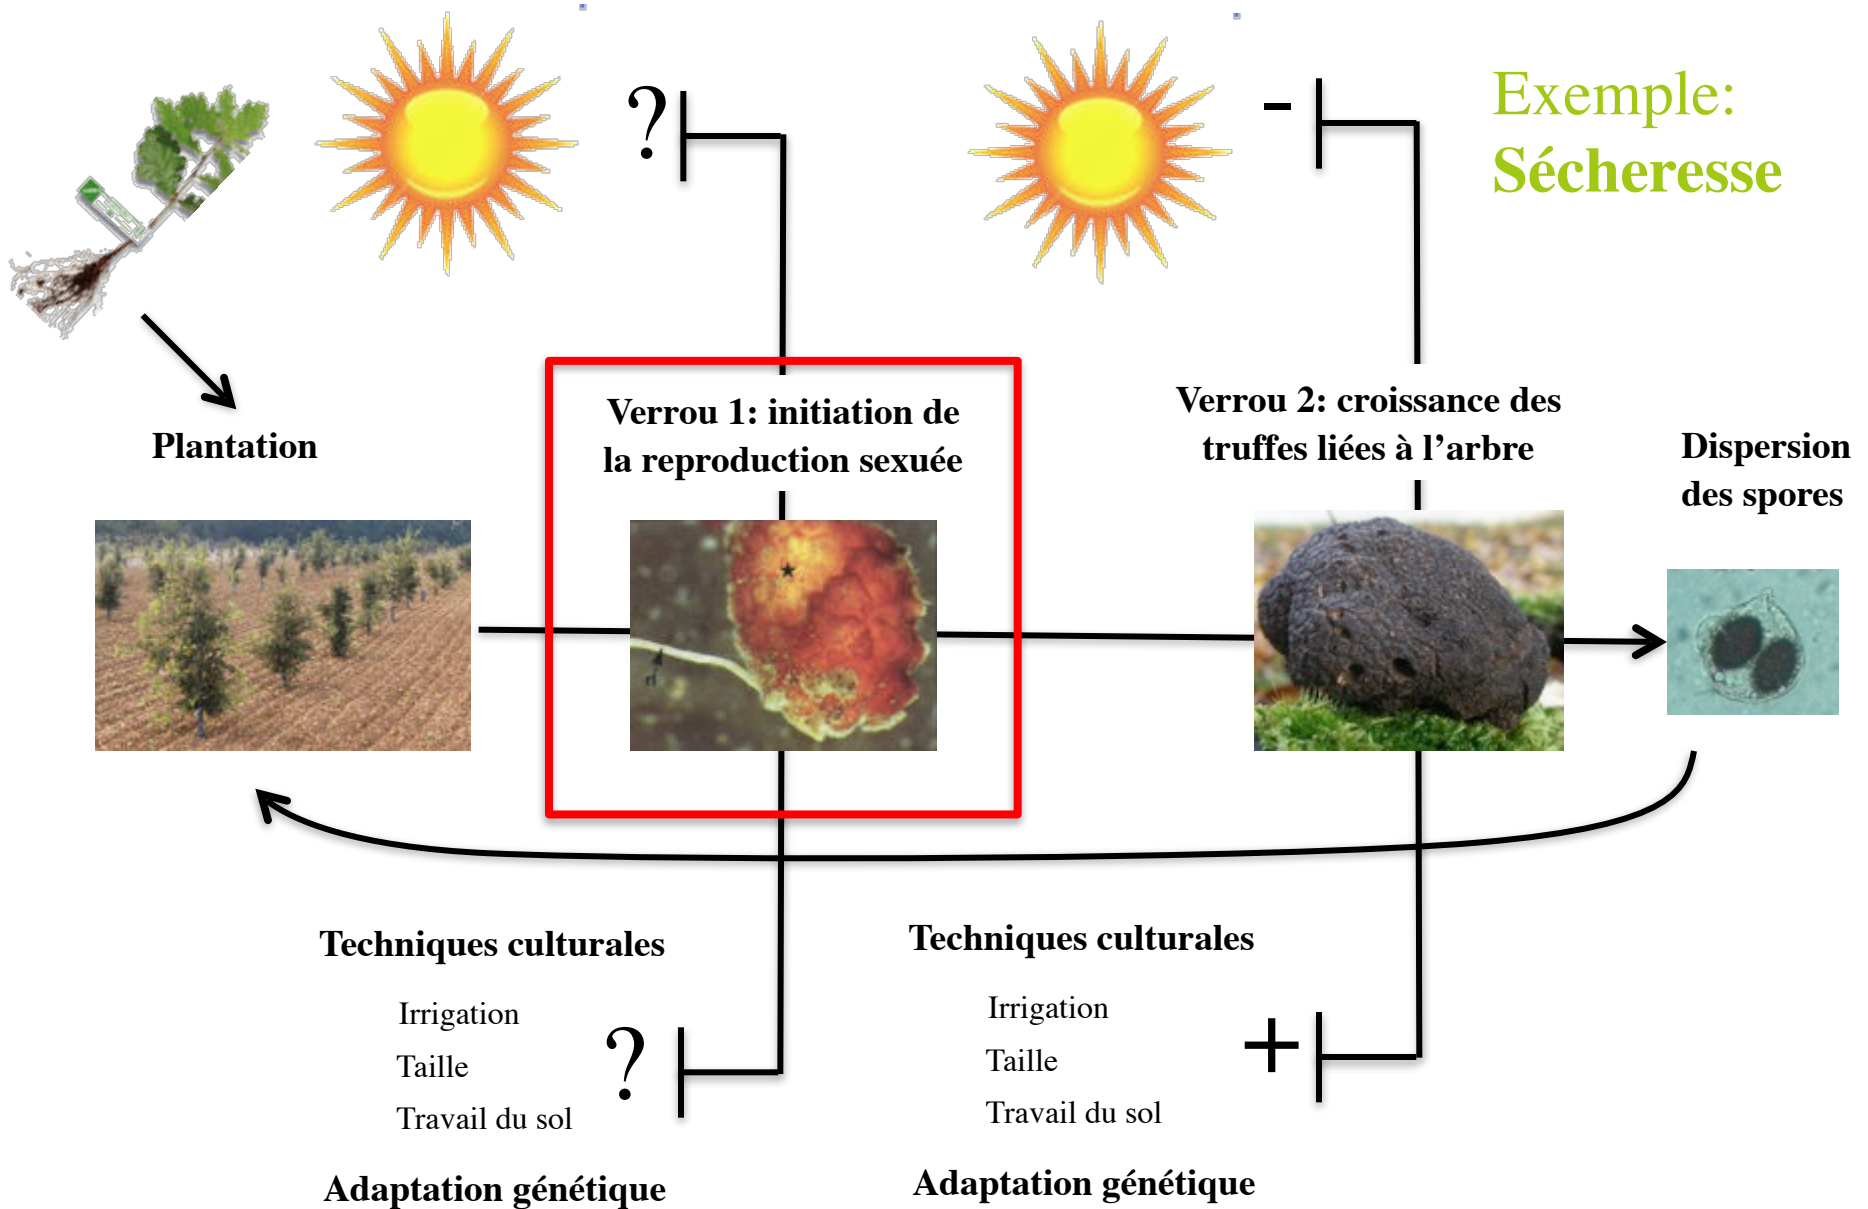 Exemple:
Sécheresse
?
-
Plantation
Verrou 1: initiation de
la reproduction sexuée
Verrou 2: croissance des
truffes liées à l’arbre
Dispersion
des spores
Techniques culturales
Irrigation
Taille
Travail du sol
?
Adaptation génétique
Techniques culturales
Irrigation
Taille
Travail du sol
+
Adaptation génétique